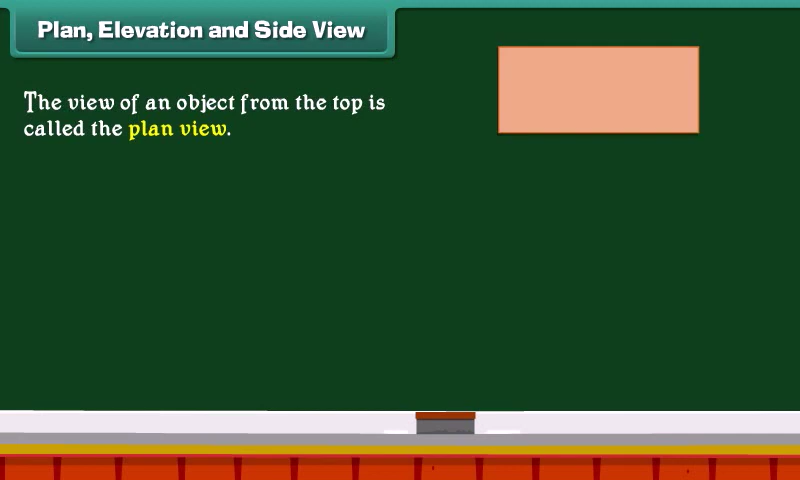 Plan, Elevation and Side View
The view of an object from the top is
called the plan view.